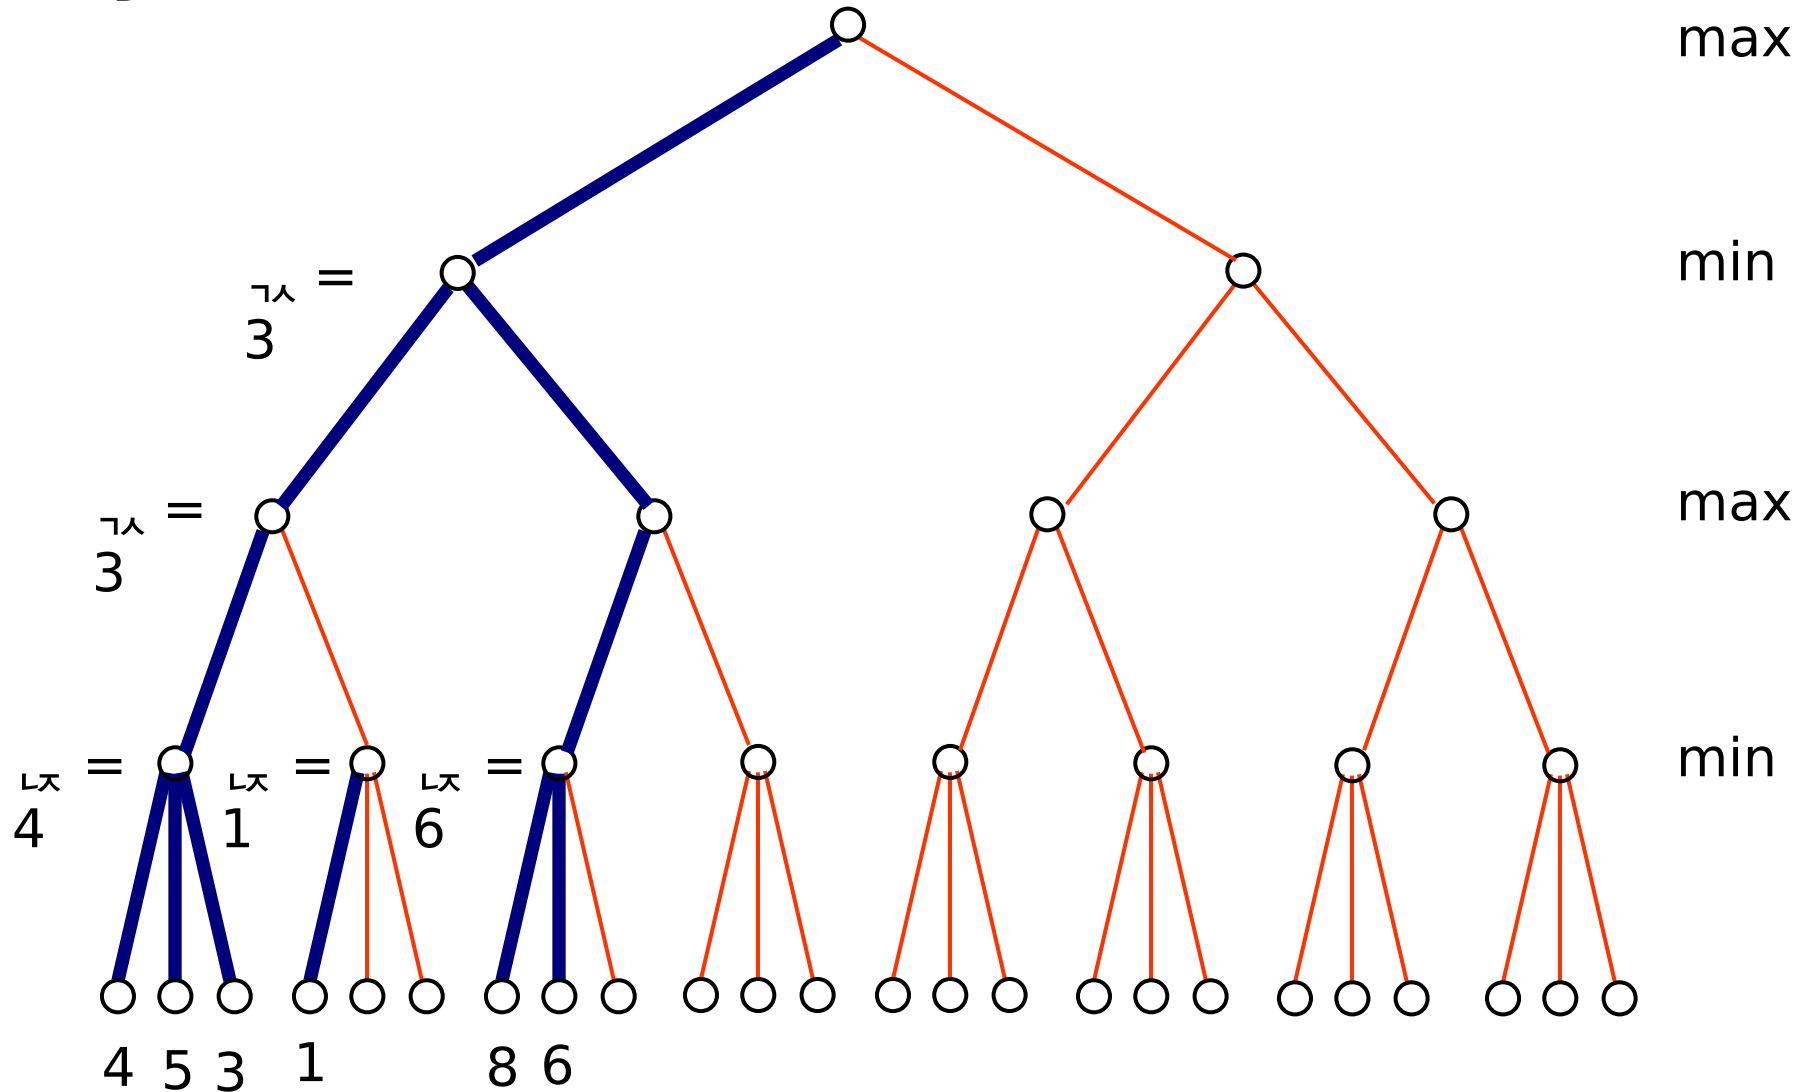 max
ㄱㅅ =
3
min
ㄱㅅ =
3
max
ㄴㅈ =
4
ㄴㅈ =
1
ㄴㅈ =
6
min
4 5 3 1 8 6